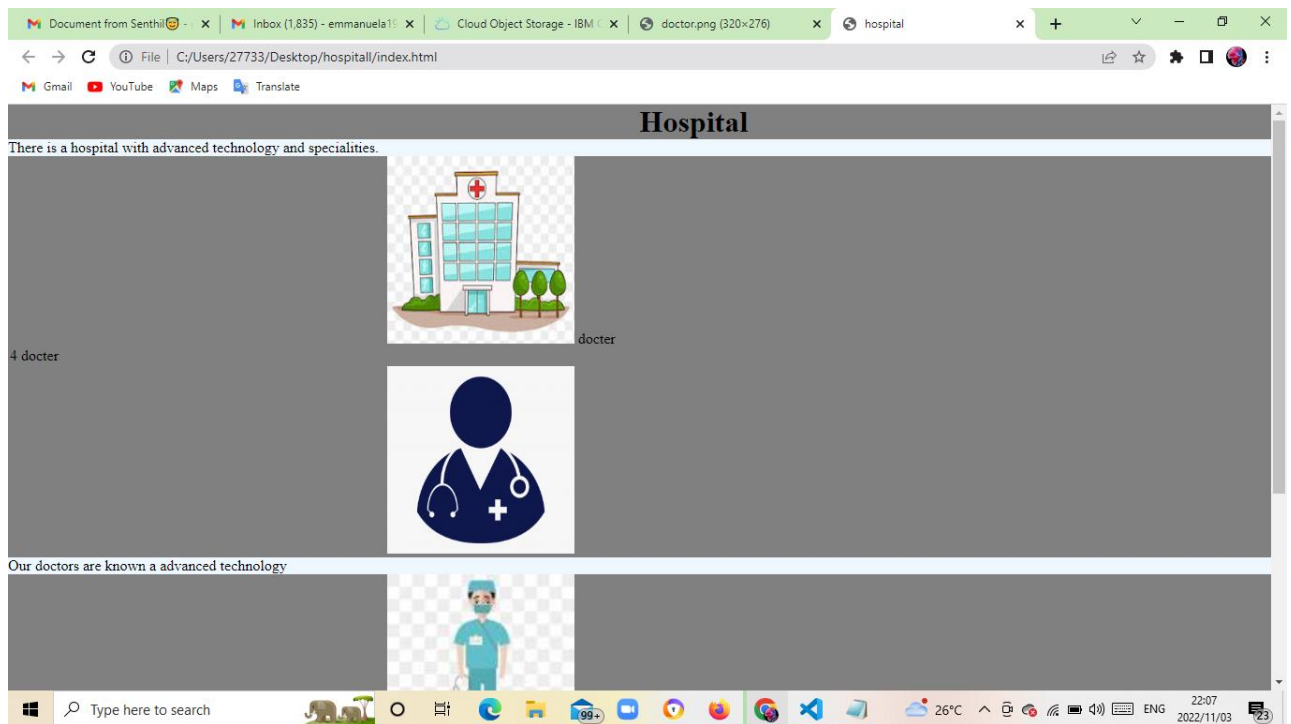 Document from Senthil😇 -
Inbox (1,835) - emmanuela19
Cloud Object Storage - IBM C
doctor.png (320×276)
hospital
File | C:/Users/27733/Desktop/hospitall/index.html
Gmail YouTube Maps Translate
Hospital
There is a hospital with advanced technology and specialities.
docter
4 docter
Our doctors are known a advanced technology
Type here to search
99+
26°C
ENG
22:07
2022/11/03
23